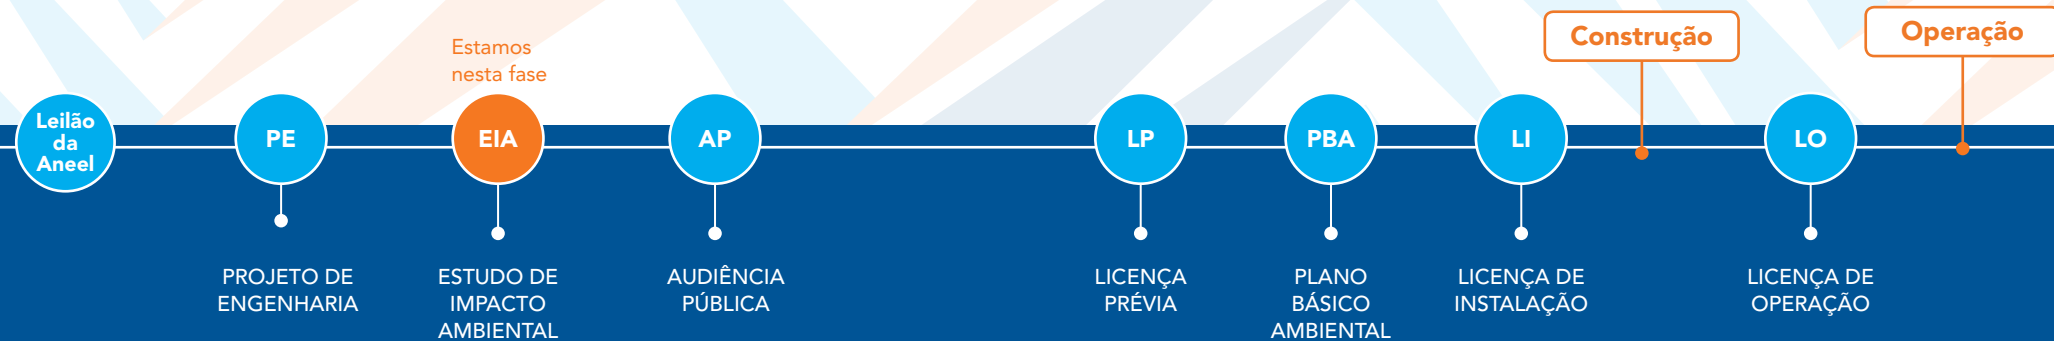 Leilão
da
Aneel
PE
PROJETO DE
ENGENHARIA
Estamos
nesta fase
EIA
ESTUDO DE
IMPACTO
AMBIENTAL
AP
AUDIÊNCIA
PÚBLICA
LP
LICENÇA
PRÉVIA
PBA
PLANO
BÁSICO
AMBIENTAL
LI
LICENÇA DE
INSTALAÇÃO
Construção
LO
LICENÇA DE
OPERAÇÃO
Operação